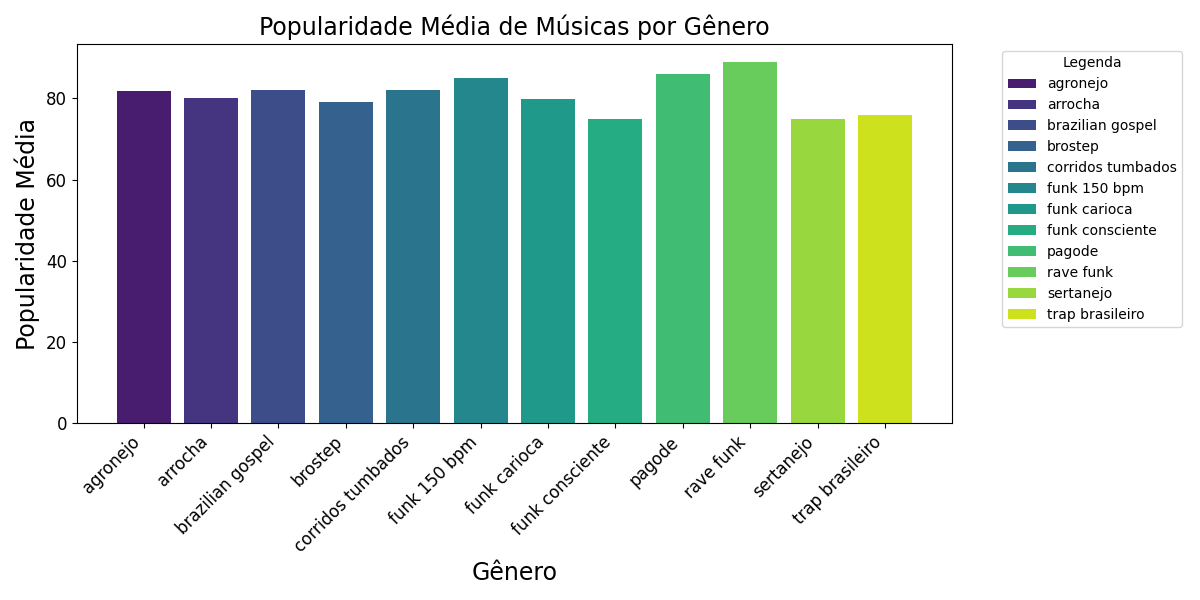 Popularidade Média de Músicas por Gênero
Popularidade Média
80
60
40
20
0
agronejo
arrocha
brazilian gospel
brostep
corridos tumbados
funk 150 bpm
funk carioca
funk consciente
pagode
rave funk
sertanejo
trap brasileiro
Gênero
Legenda
agronejo
arrocha
brazilian gospel
brostep
corridos tumbados
funk 150 bpm
funk carioca
funk consciente
pagode
rave funk
sertanejo
trap brasileiro